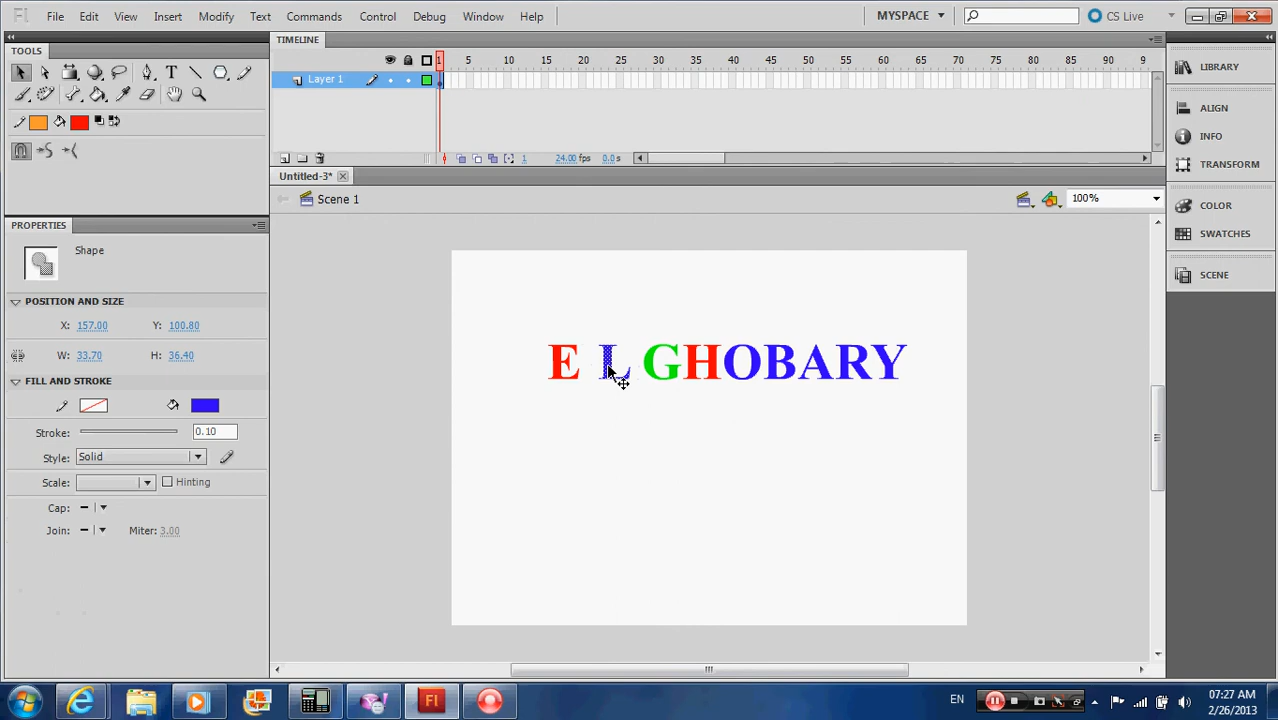 Fl File Edit View Insert Modify Text Commands Control Debug Window Help MYSPACE CS Live
TOOLS
TIMELINE
1 5 10 15 20 25 30 35 40 45 50 55 60 65 70 75 80 85 90 9
Layer 1
1 24.00 fps 0.0 s
Untitled-3*
Scene 1
100%
PROPERTIES
Shape
POSITION AND SIZE
X: 157.00 Y: 100.80
W: 33.70 H: 36.40
FILL AND STROKE
Stroke: 0.10
Style: Solid
Scale: Hinting
Cap:
Join: Miter: 3.00
E L GHOBARY
LIBRARY
ALIGN
INFO
TRANSFORM
COLOR
SWATCHES
SCENE
Fl
EN
07:27 AM
2/26/2013